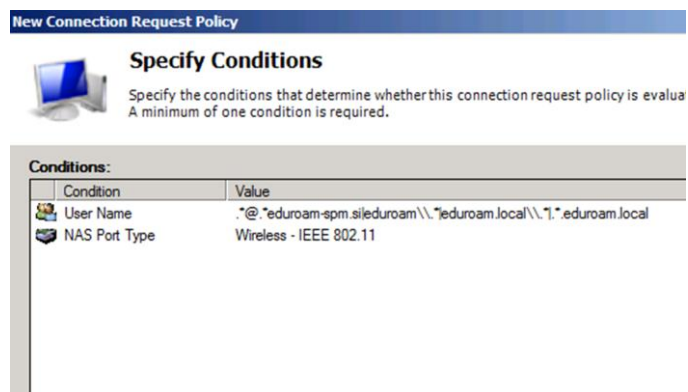 New Connection Request Policy
Specify Conditions
Specify the conditions that determine whether this connection request policy is evaluat
A minimum of one condition is required.
Conditions:
Condition Value
User Name .*@.*eduroam-spm.si|eduroam\\.*|eduroam.local\\.*|.*.eduroam.local
NAS Port Type Wireless - IEEE 802.11